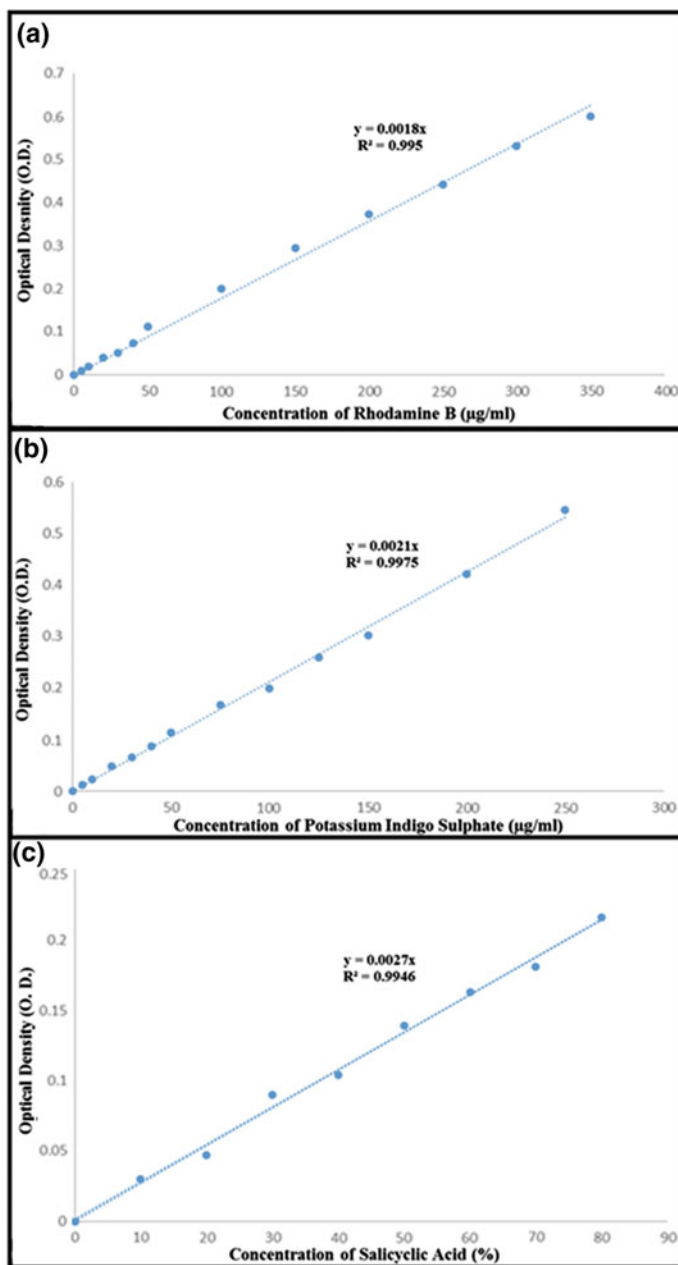 (a)
0.7
0.6
0.5
0.4
0.3
0.2
0.1
0
y = 0.0018x
R² = 0.995
Optical Desnity (O.D.)
0 50 100 150 200 250 300 350 400
Concentration of Rhodamine B (µg/ml)
(b)
0.6
0.5
0.4
0.3
0.2
0.1
0
y = 0.0021x
R² = 0.9975
Optical Density (O.D.)
0 50 100 150 200 250 300
Concentration of Potassium Indigo Sulphate (µg/ml)
(c)
0.25
0.2
0.15
0.1
0.05
0
y = 0.0027x
R² = 0.9946
Optical Density (O. D.)
0 10 20 30 40 50 60 70 80 90
Concentration of Salicyclic Acid (%)